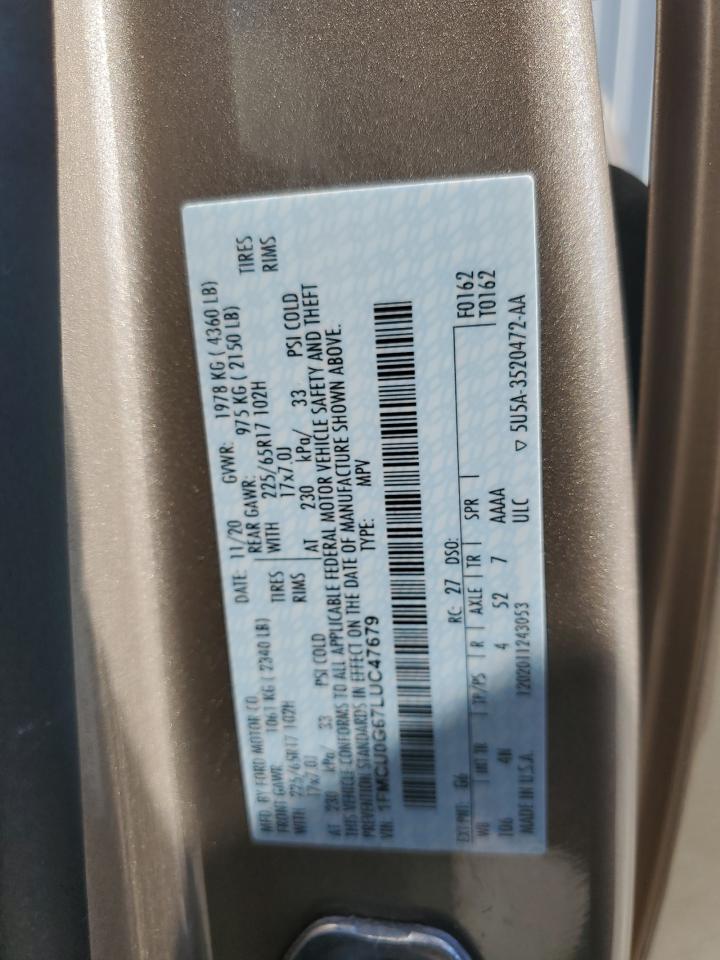 MFD. BY FORD MOTOR CO. DATE: 11/20 GVWR: 1978 KG ( 4360 LB)
FRONT GAWR: 1061 KG ( 2340 LB) REAR GAWR: 975 KG ( 2150 LB)
WITH 225/65R17 102H TIRES WITH 225/65R17 102H TIRES
17x7.0J RIMS 17x7.0J RIMS
AT 230 kPa/ 33 PSI COLD AT 230 kPa/ 33 PSI COLD
THIS VEHICLE CONFORMS TO ALL APPLICABLE FEDERAL MOTOR VEHICLE SAFETY AND THEFT
PREVENTION STANDARDS IN EFFECT ON THE DATE OF MANUFACTURE SHOWN ABOVE.
VIN: 1FMCU0G67LUC47679 TYPE: MPV
F0162
T0162
EXT PNT: G6 RC: 27 DSO:
WB INT TR TP/PS R AXLE TR SPR
T06 4N 4 52 7 AAAA
ULC
MADE IN U.S.A. 12020111243053 ▽ 5U5A-3520472-AA